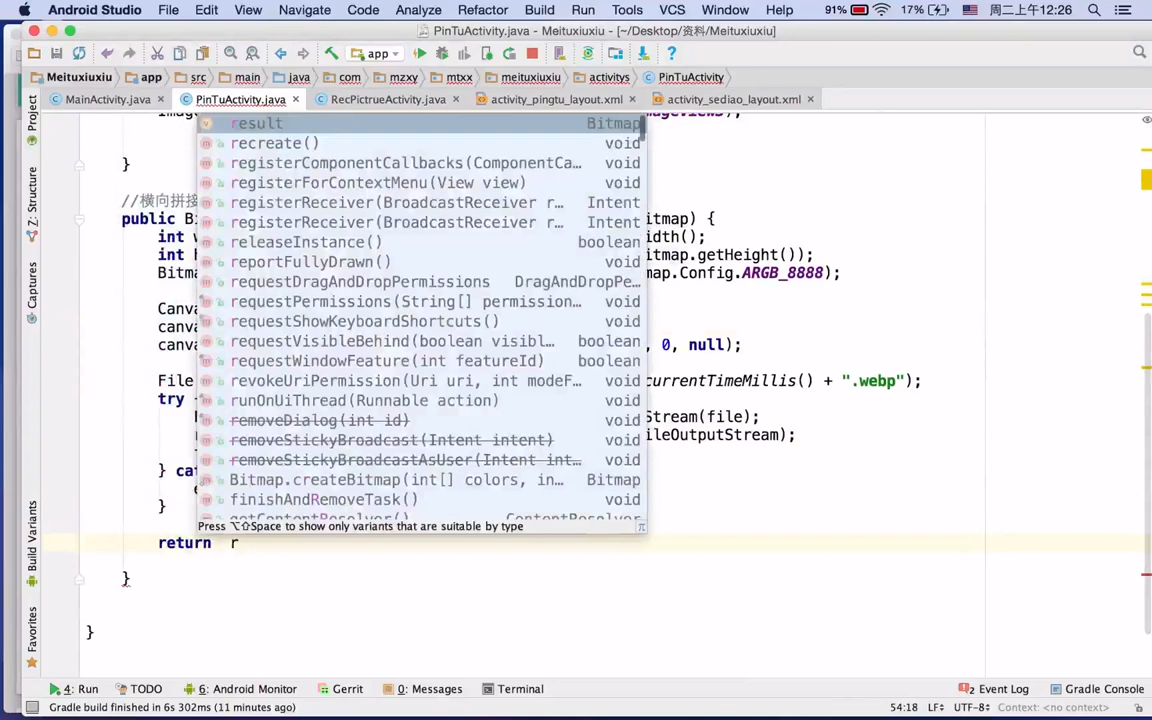 Android Studio File Edit View Navigate Code Analyze Refactor Build Run Tools VCS Window Help 91% 17% 周二上午12:26
PinTuActivity.java - Meituxiuxiu - [~/Desktop/资料/Meituxiuxiu]
app
Meituxiuxiu app src main java com mzxy mtxx meituxiuxiu activitys PinTuActivity
MainActivity.java PinTuActivity.java RecPictrueActivity.java activity_pingtu_layout.xml activity_sediao_layout.xml
Project
Z: Structure
Captures
Build Variants
Favorites
result Bitmap
recreate() void
}
registerComponentCallbacks(ComponentCa… void
registerForContextMenu(View view) void
//横向拼接
registerReceiver(BroadcastReceiver r… Intent
public B
registerReceiver(BroadcastReceiver r… Intent
itmap) {
int w
releaseInstance() boolean
idth();
int h
reportFullyDrawn() void
itmap.getHeight());
Bitma
requestDragAndDropPermissions DragAndDropPe…
map.Config.ARGB_8888);
requestPermissions(String[] permission… void
Canva
requestShowKeyboardShortcuts() void
canva
requestVisibleBehind(boolean visibl… boolean
canva
, 0, null);
requestWindowFeature(int featureId) boolean
File
revokeUriPermission(Uri uri, int modeF… void
currentTimeMillis() + ".webp");
try
runOnUiThread(Runnable action) void
removeDialog(int id) void
Stream(file);
removeStickyBroadcast(Intent intent) void
ileOutputStream);
removeStickyBroadcastAsUser(Intent int… void
} cat
Bitmap.createBitmap(int[] colors, in… Bitmap
e
finishAndRemoveTask() void
}
getContentResolver() ContentResolver
Press ⌥⇧Space to show only variants that are suitable by type π
return r
}
}
4: Run TODO 6: Android Monitor Gerrit 0: Messages Terminal 2 Event Log Gradle Console
Gradle build finished in 6s 302ms (11 minutes ago) 54:18 LF UTF-8 Context: <no context>